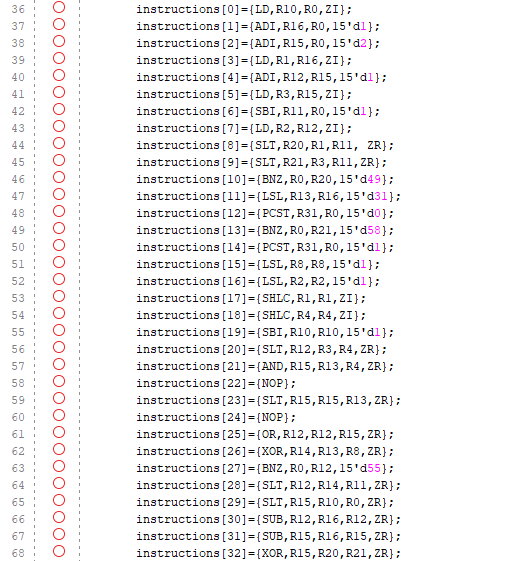 36 instructions[0]={LD,R10,R0,ZI};
37 instructions[1]={ADI,R16,R0,15'd1};
38 instructions[2]={ADI,R15,R0,15'd2};
39 instructions[3]={LD,R1,R16,ZI};
40 instructions[4]={ADI,R12,R15,15'd1};
41 instructions[5]={LD,R3,R15,ZI};
42 instructions[6]={SBI,R11,R0,15'd1};
43 instructions[7]={LD,R2,R12,ZI};
44 instructions[8]={SLT,R20,R1,R11, ZR};
45 instructions[9]={SLT,R21,R3,R11,ZR};
46 instructions[10]={BNZ,R0,R20,15'd49};
47 instructions[11]={LSL,R13,R16,15'd31};
48 instructions[12]={PCST,R31,R0,15'd0};
49 instructions[13]={BNZ,R0,R21,15'd58};
50 instructions[14]={PCST,R31,R0,15'd1};
51 instructions[15]={LSL,R8,R8,15'd1};
52 instructions[16]={LSL,R2,R2,15'd1};
53 instructions[17]={SHLC,R1,R1,ZI};
54 instructions[18]={SHLC,R4,R4,ZI};
55 instructions[19]={SBI,R10,R10,15'd1};
56 instructions[20]={SLT,R12,R3,R4,ZR};
57 instructions[21]={AND,R15,R13,R4,ZR};
58 instructions[22]={NOP};
59 instructions[23]={SLT,R15,R15,R13,ZR};
60 instructions[24]={NOP};
61 instructions[25]={OR,R12,R12,R15,ZR};
62 instructions[26]={XOR,R14,R13,R8,ZR};
63 instructions[27]={BNZ,R0,R12,15'd55};
64 instructions[28]={SLT,R12,R14,R11,ZR};
65 instructions[29]={SLT,R15,R10,R0,ZR};
66 instructions[30]={SUB,R12,R16,R12,ZR};
67 instructions[31]={SUB,R15,R16,R15,ZR};
68 instructions[32]={XOR,R15,R20,R21,ZR};